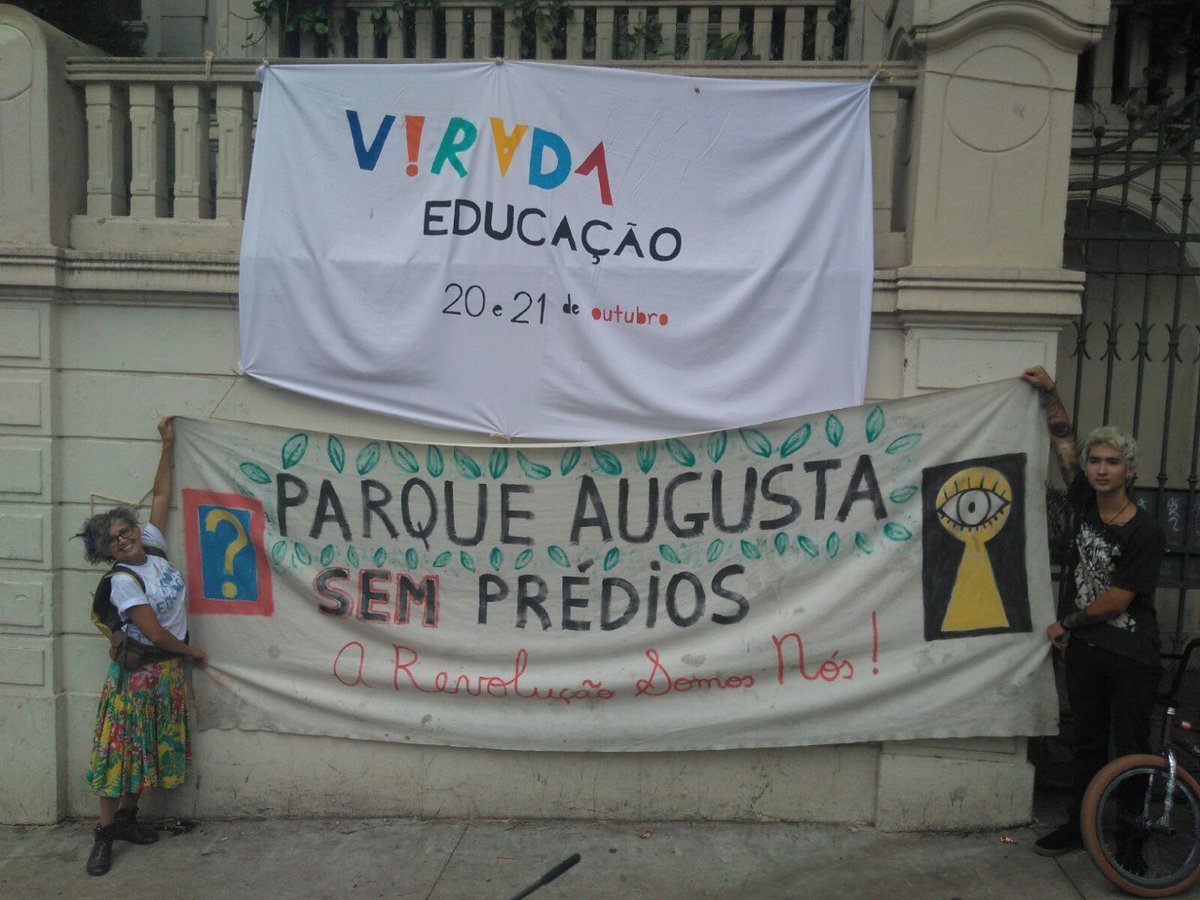 V!RADA
EDUCAÇÃO
20 e 21 de outubro
PARQUE AUGUSTA
SEM PRÉDIOS
A Revolução Somos Nós!
?